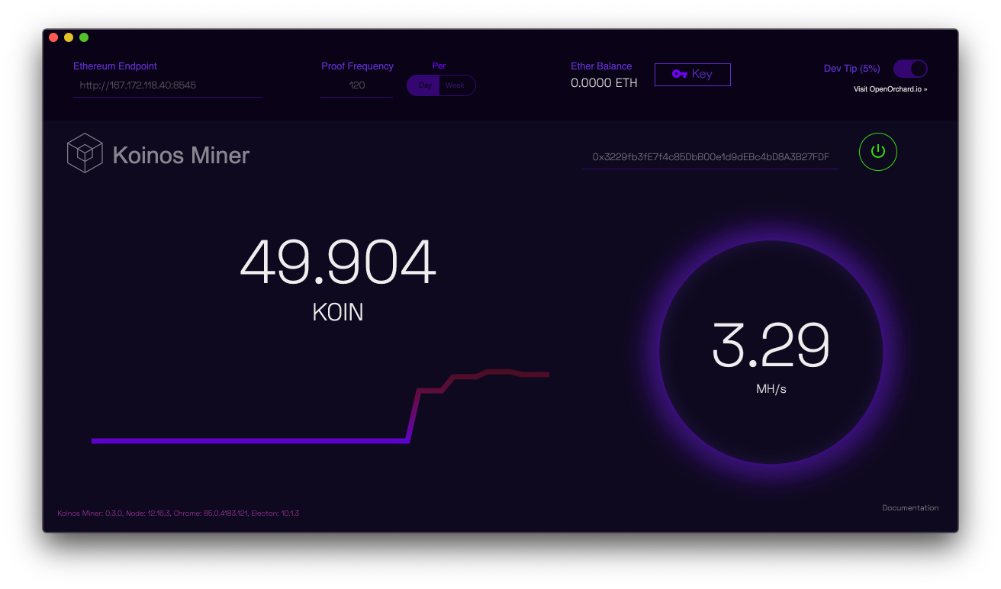 Ethereum Endpoint
http://167.172.118.40:8545
Proof Frequency
120
Per
Day Week
Ether Balance
0.0000 ETH
Key
Dev Tip (5%)
Visit OpenOrchard.io »
Koinos Miner
0x3229fb3fE7f4c85DbB00e1d9dEBc4bD8A3B27FDF
49.904
KOIN
3.29
MH/s
Koinos Miner: 0.3.0, Node: 12.16.3, Chrome: 85.0.4183.121, Electron: 10.1.3
Documentation